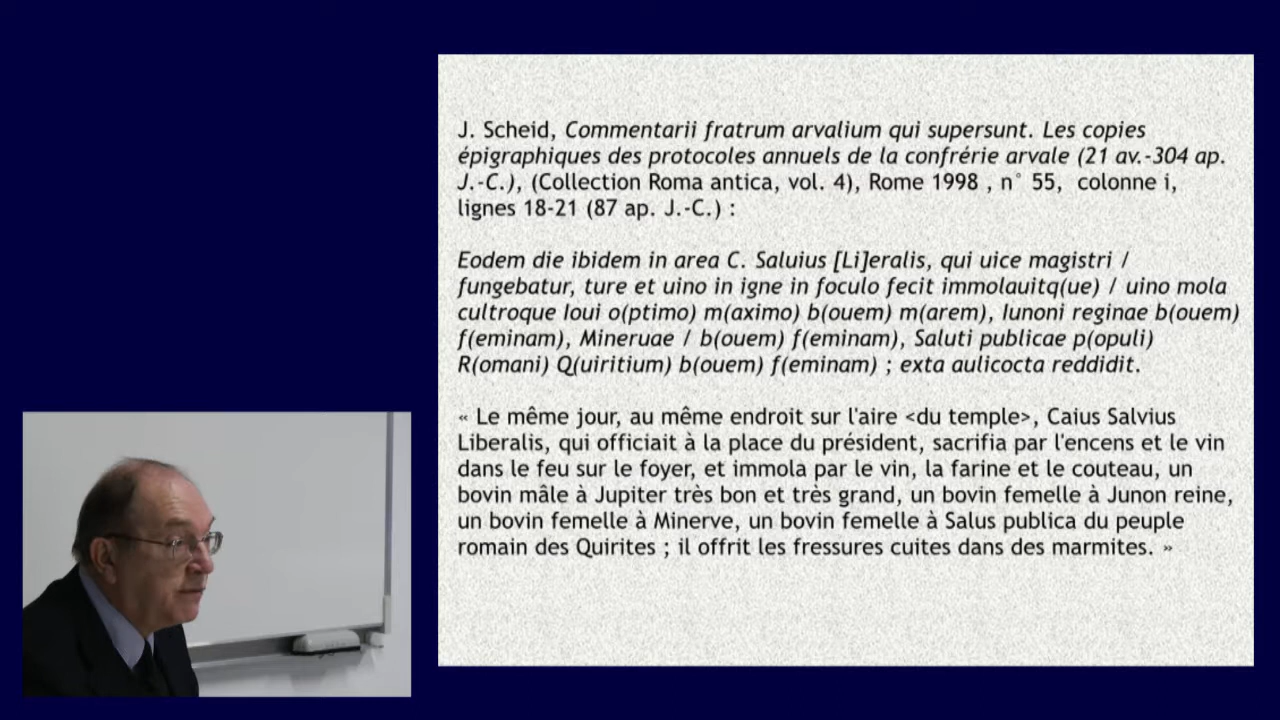 J. Scheid, Commentarii fratrum arvalium qui supersunt. Les copies
épigraphiques des protocoles annuels de la confrérie arvale (21 av.-304 ap.
J.-C.), (Collection Roma antica, vol. 4), Rome 1998 , n° 55, colonne i,
lignes 18-21 (87 ap. J.-C.) :
Eodem die ibidem in area C. Saluius [Li]eralis, qui uice magistri /
fungebatur, ture et uino in igne in foculo fecit immolauitq(ue) / uino mola
cultroque Ioui o(ptimo) m(aximo) b(ouem) m(arem), Iunoni reginae b(ouem)
f(eminam), Mineruae / b(ouem) f(eminam), Saluti publicae p(opuli)
R(omani) Q(uiritium) b(ouem) f(eminam) ; exta aulicocta reddidit.
« Le même jour, au même endroit sur l'aire <du temple>, Caius Salvius
Liberalis, qui officiait à la place du président, sacrifia par l'encens et le vin
dans le feu sur le foyer, et immola par le vin, la farine et le couteau, un
bovin mâle à Jupiter très bon et très grand, un bovin femelle à Junon reine,
un bovin femelle à Minerve, un bovin femelle à Salus publica du peuple
romain des Quirites ; il offrit les fressures cuites dans des marmites. »